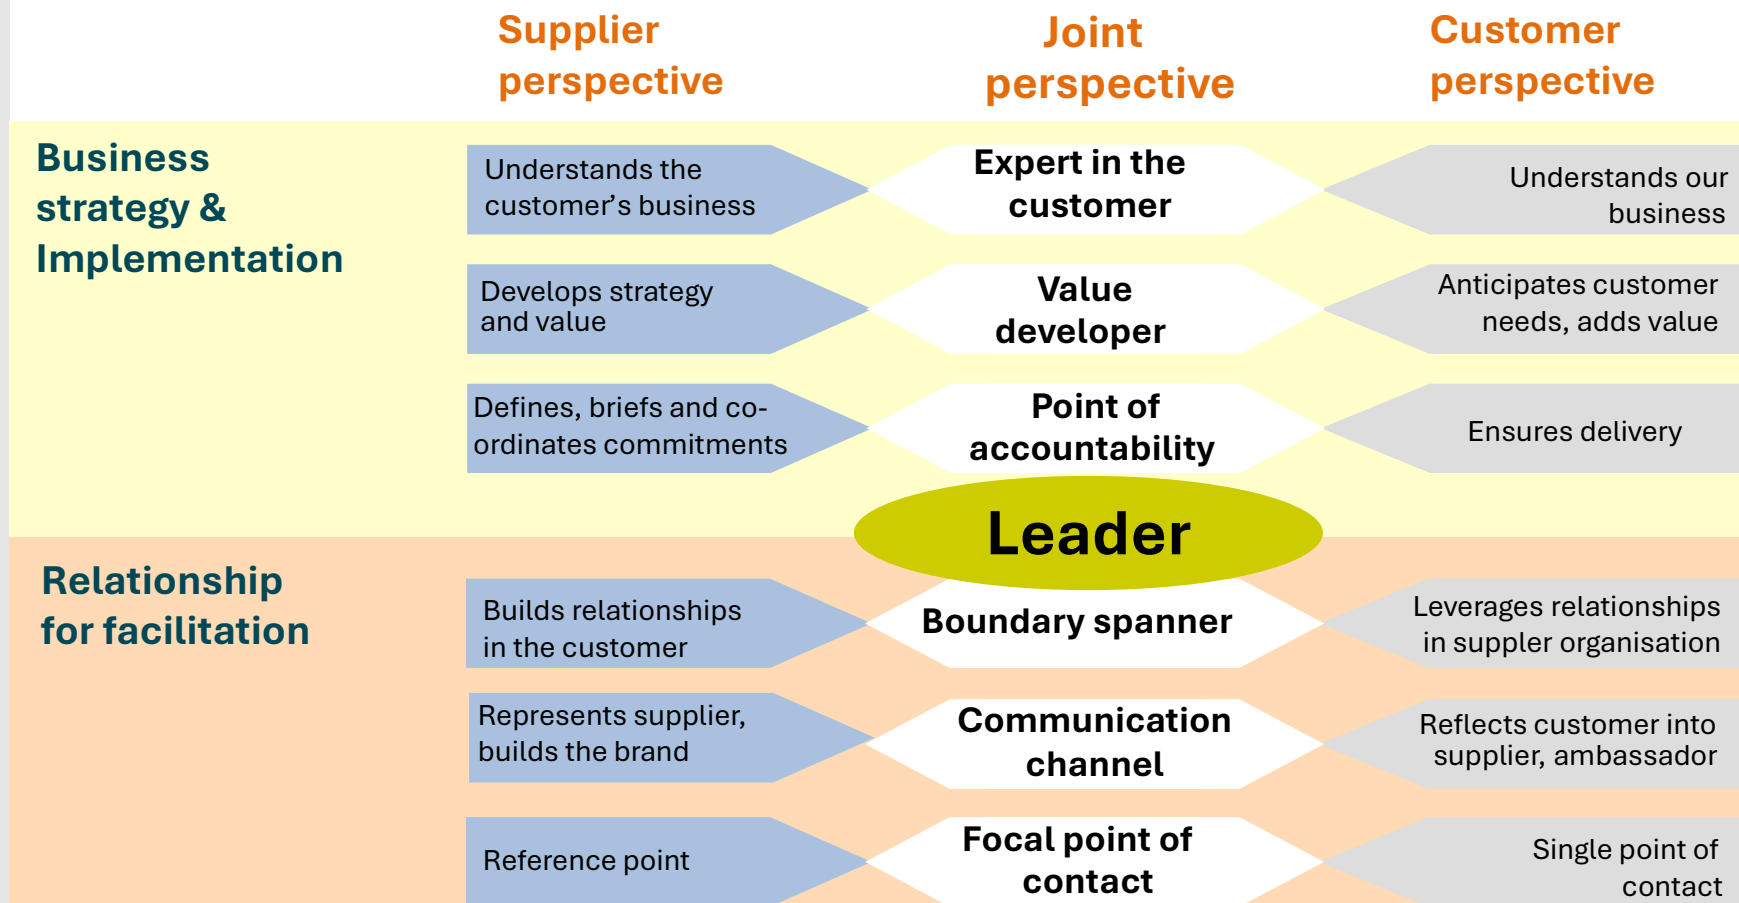 Supplier
perspective
Joint
perspective
Customer
perspective
Business
strategy &
Implementation
Understands the
customer's business
Expert in the
customer
Understands our
business
Develops strategy
and value
Value
developer
Anticipates customer
needs, adds value
Defines, briefs and co-
ordinates commitments
Point of
accountability
Ensures delivery
Leader
Relationship
for facilitation
Builds relationships
in the customer
Boundary spanner
Leverages relationships
in suppler organisation
Represents supplier,
builds the brand
Communication
channel
Reflects customer into
supplier, ambassador
Reference point
Focal point of
contact
Single point of
contact